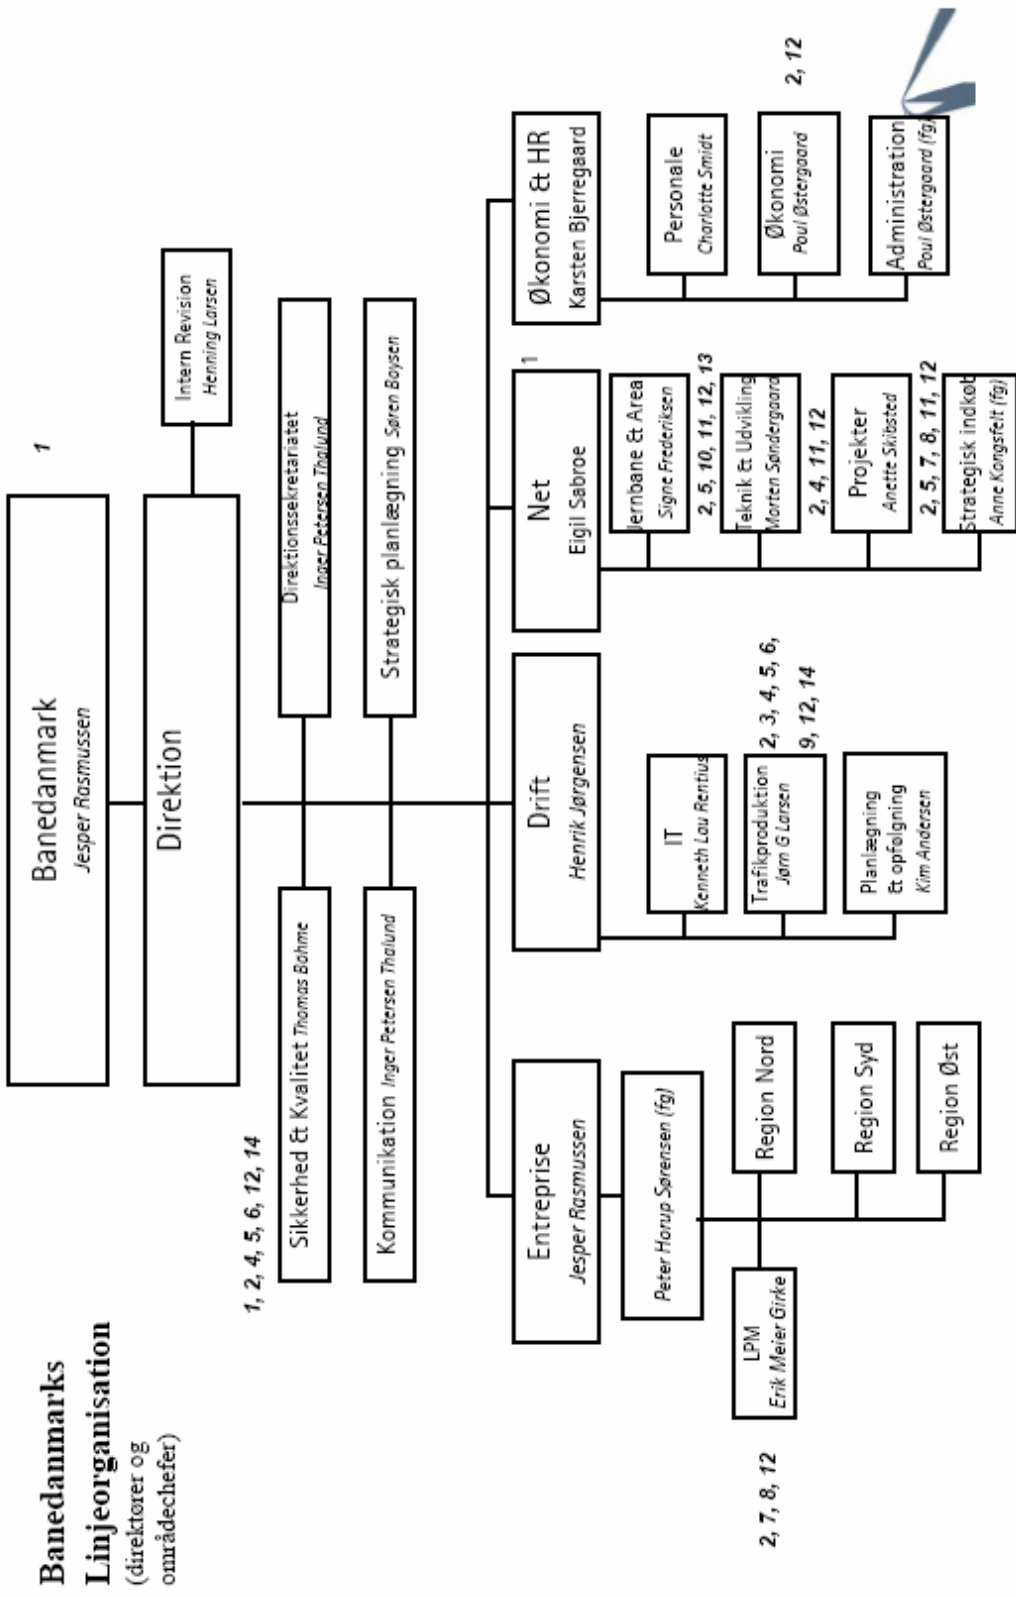 Banedanmarks
Linjeorganisation
(direktører og
områdechefer)
Banedanmark
Jesper Rasmussen
1
Direktion
Intern Revision
Henning Larsen
1, 2, 4, 5, 6, 12, 14
Sikkerhed & Kvalitet Thomas Bøhme
Direktionssekretariatet
Inger Petersen Thalund
Kommunikation Inger Petersen Thalund
Strategisk planlægning Søren Boysen
Entreprise
Jesper Rasmussen
Peter Horup Sørensen (fg)
LPM
Erik Meier Girke
2, 7, 8, 12
Region Nord
Region Syd
Region Øst
Drift
Henrik Jørgensen
IT
Kenneth Lau Rentius
Trafikproduktion
Jørn G Larsen
2, 3, 4, 5, 6,
9, 12, 14
Planlægning
& opfølgning
Kim Andersen
Net
Eigil Sabroe
1
Jernbane & Area
Signe Frederiksen
2, 5, 10, 11, 12, 13
Teknik & Udvikling
Morten Søndergaard
2, 4, 11, 12
Projekter
Anette Skibsted
2, 5, 7, 8, 11, 12
Strategisk indkøb
Anne Kongsfelt (fg)
Økonomi & HR
Karsten Bjerregaard
Personale
Charlotte Smidt
Økonomi
Poul Østergaard
2, 12
Administration
Poul Østergaard (fg)